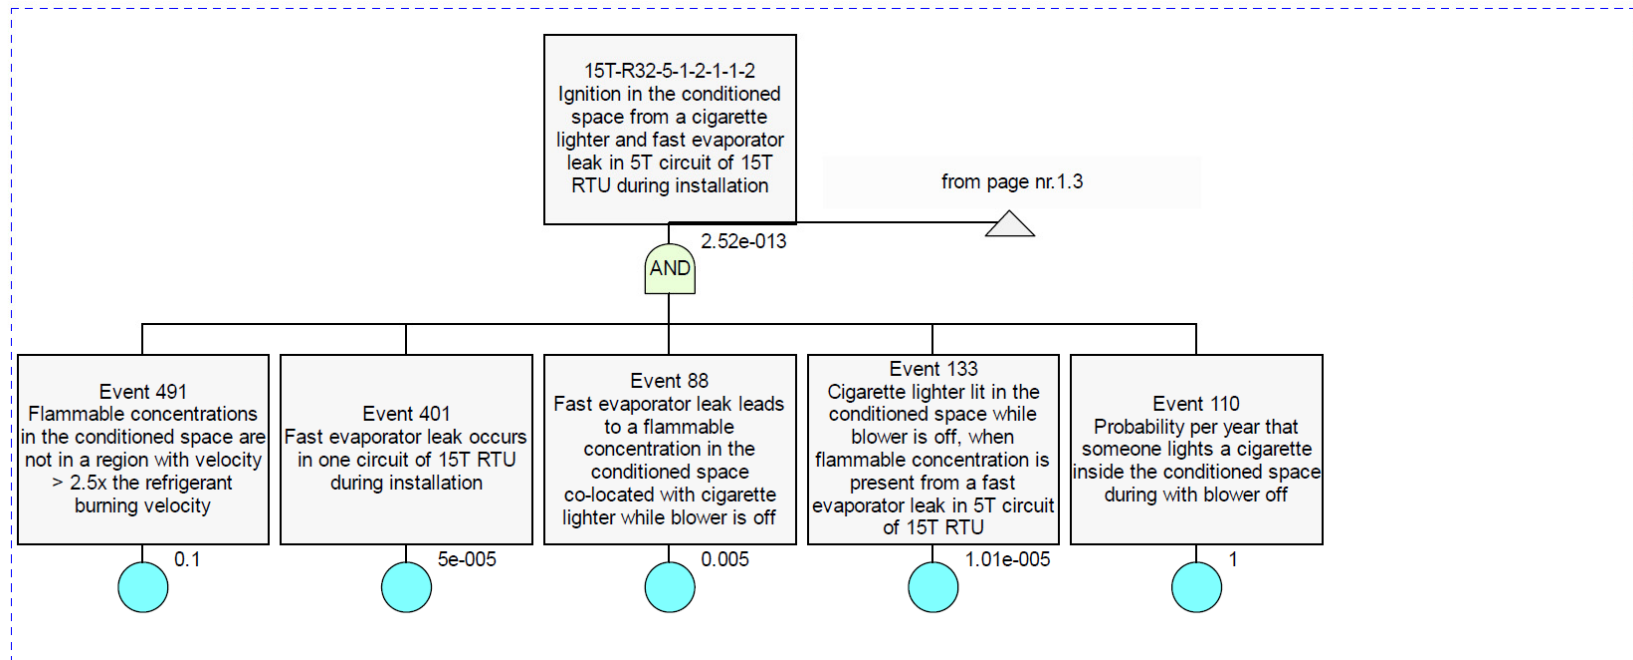 15T-R32-5-1-2-1-1-2
Ignition in the conditioned
space from a cigarette
lighter and fast evaporator
leak in 5T circuit of 15T
RTU during installation
from page nr.1.3
2.52e-013
AND
Event 491
Flammable concentrations
in the conditioned space are
not in a region with velocity
> 2.5x the refrigerant
burning velocity
0.1
Event 401
Fast evaporator leak occurs
in one circuit of 15T RTU
during installation
5e-005
Event 88
Fast evaporator leak leads
to a flammable
concentration in the
conditioned space
co-located with cigarette
lighter while blower is off
0.005
Event 133
Cigarette lighter lit in the
conditioned space while
blower is off, when
flammable concentration is
present from a fast
evaporator leak in 5T circuit
of 15T RTU
1.01e-005
Event 110
Probability per year that
someone lights a cigarette
inside the conditioned space
during with blower off
1